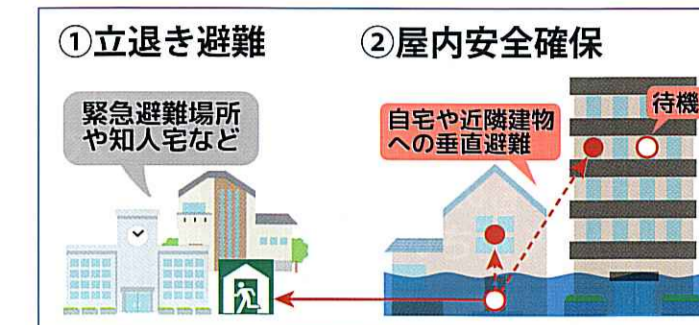 ①立退き避難
②屋内安全確保
緊急避難場所
や知人宅など
自宅や近隣建物
への垂直避難
待機